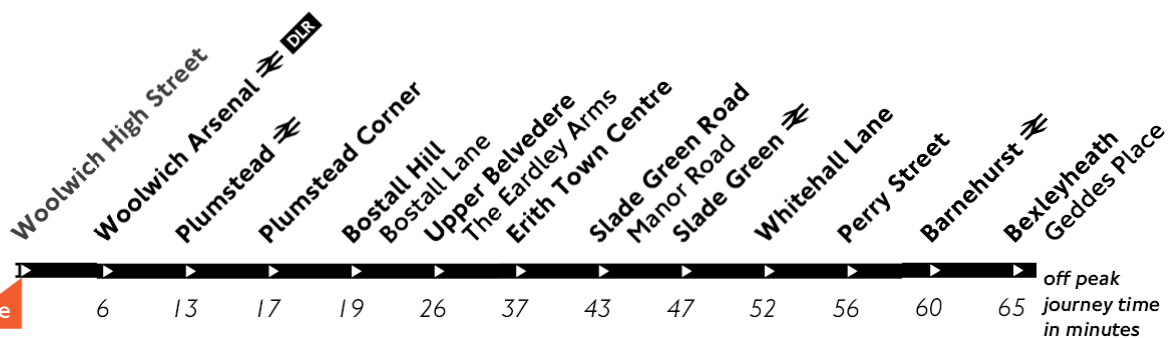 Woolwich High Street
Woolwich Arsenal
DLR
Plumstead
Plumstead Corner
Bostall Hill
Bostall Lane
Upper Belvedere
The Eardley Arms
Erith Town Centre
Slade Green Road
Manor Road
Slade Green
Whitehall Lane
Perry Street
Barnehurst
Bexleyheath
Geddes Place
6 13 17 19 26 37 43 47 52 56 60 65
off peak
journey time
in minutes